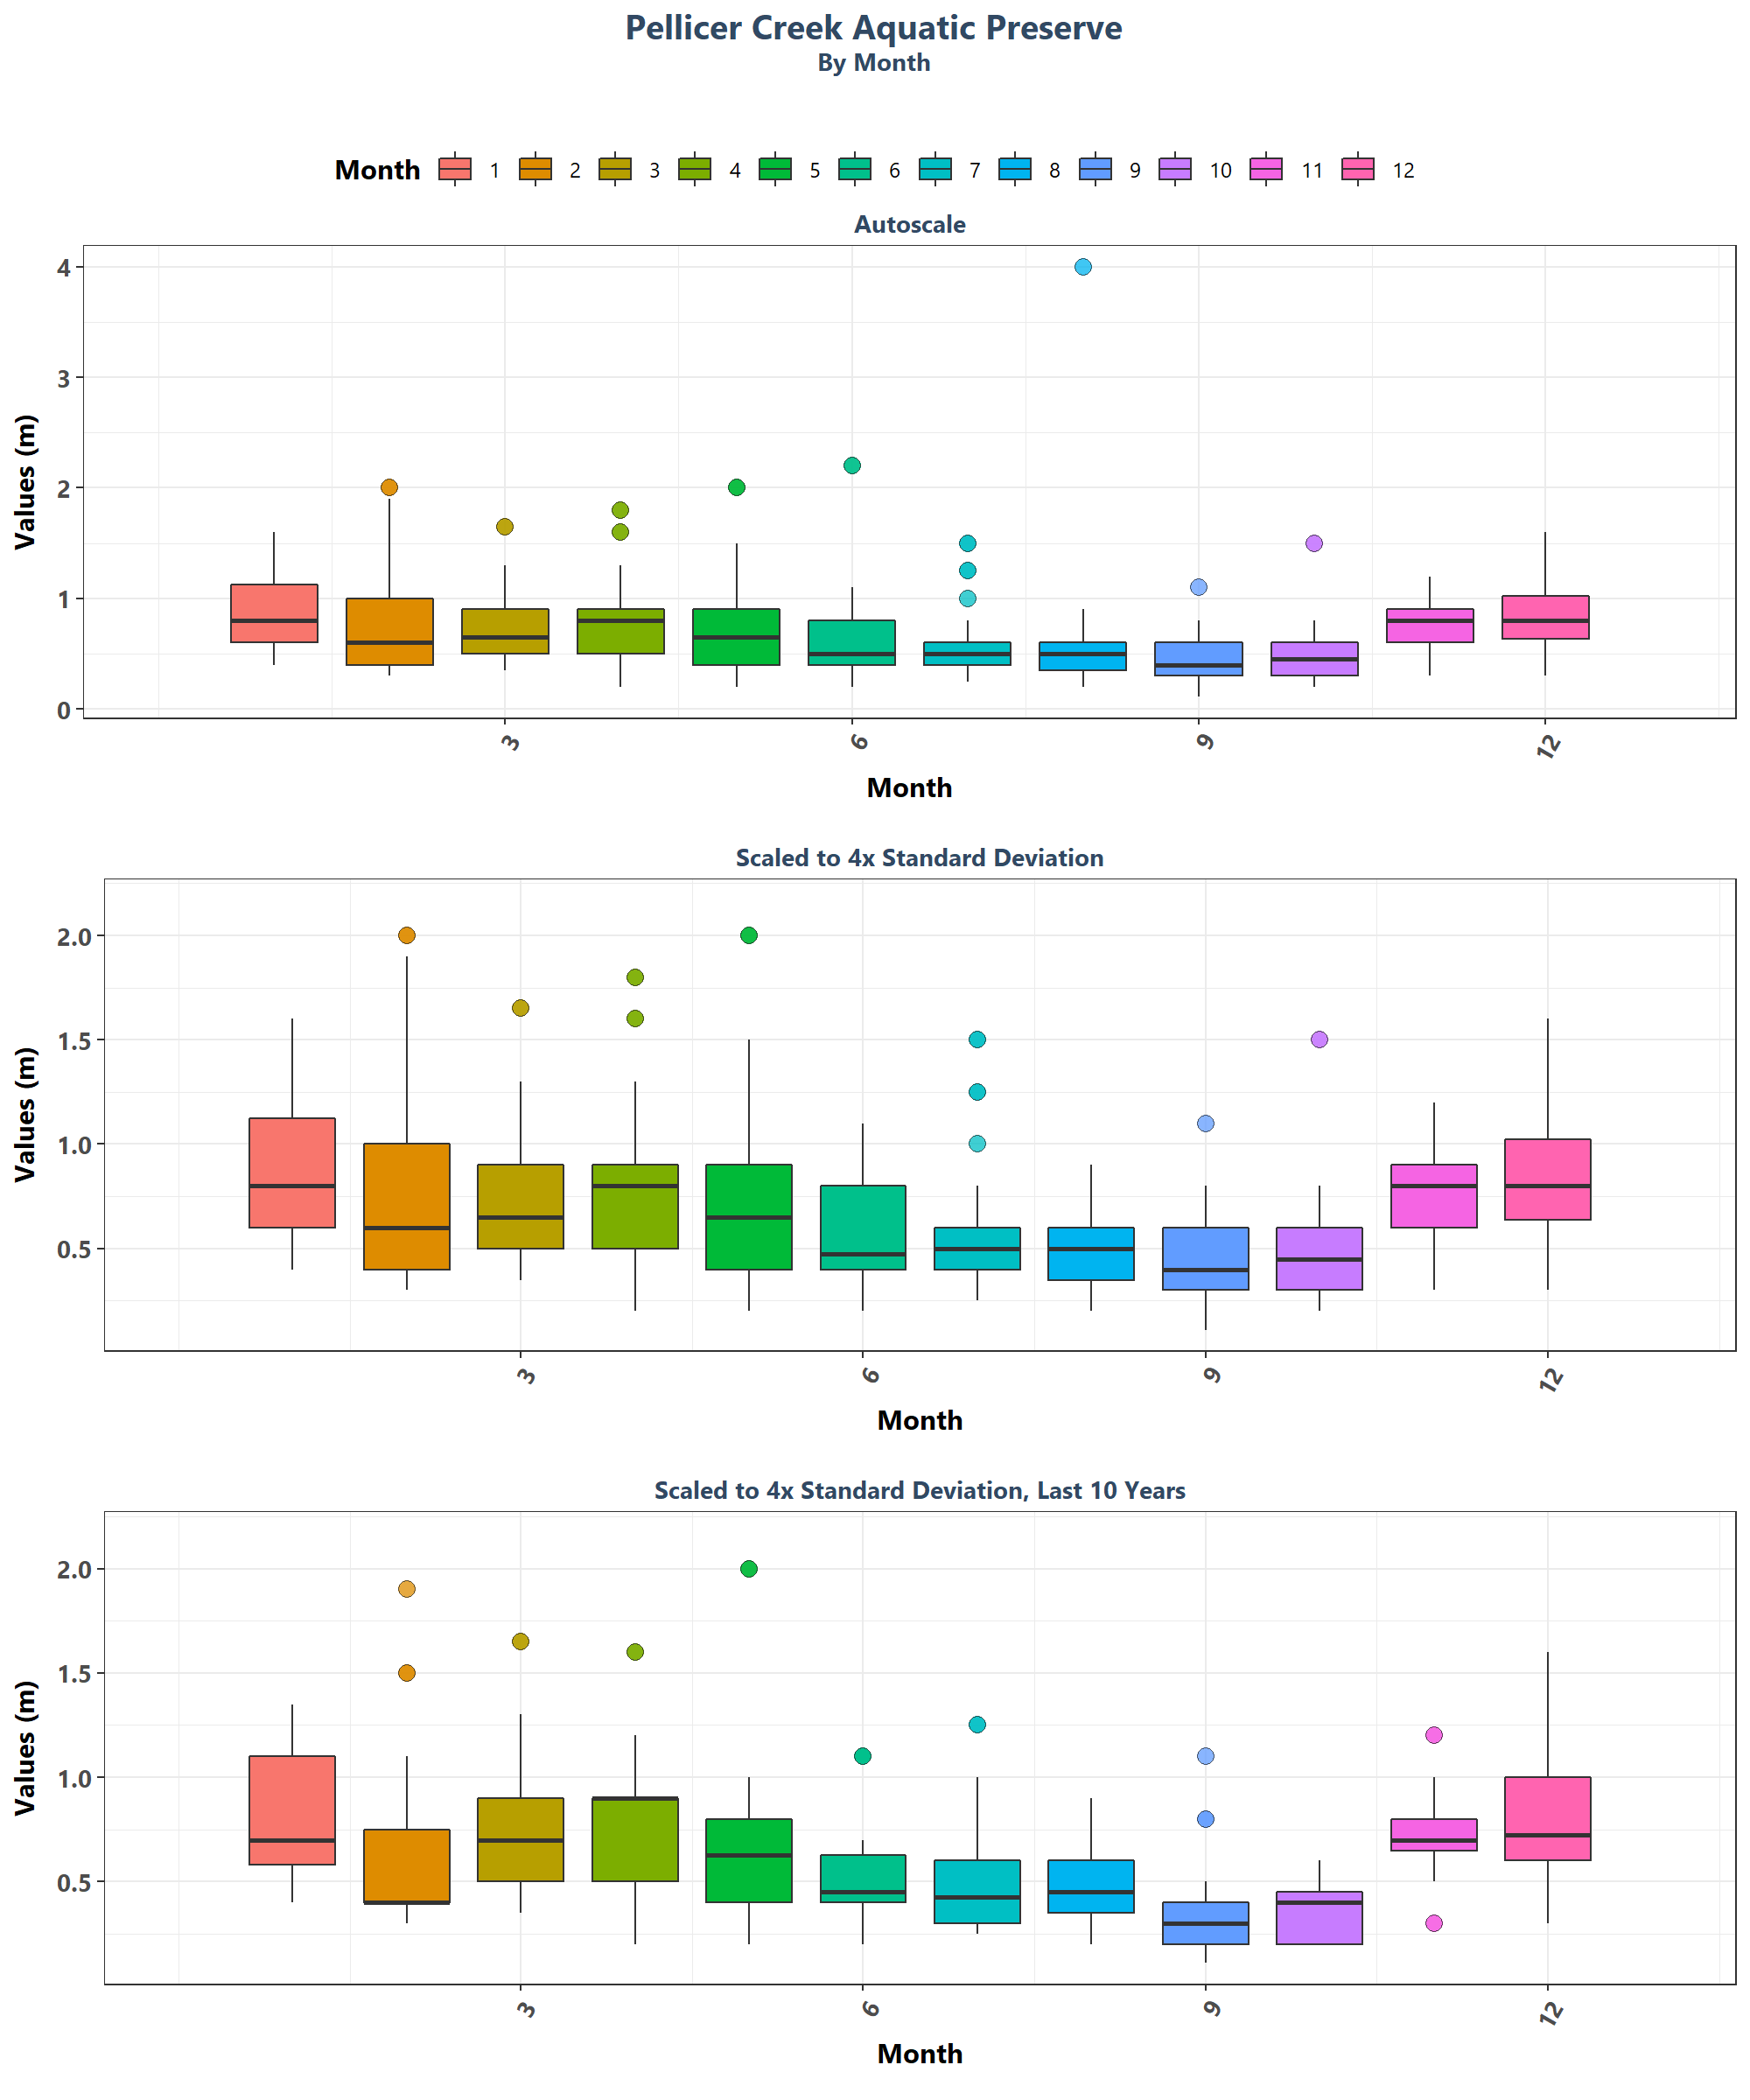 Pellicer Creek Aquatic Preserve
By Month
Month 1 2 3 4 5 6 7 8 9 10 11 12
Autoscale
Values (m)
4
3
2
1
0
3 6 9 12
Month
Scaled to 4x Standard Deviation
Values (m)
2.0
1.5
1.0
0.5
3 6 9 12
Month
Scaled to 4x Standard Deviation, Last 10 Years
Values (m)
2.0
1.5
1.0
0.5
3 6 9 12
Month